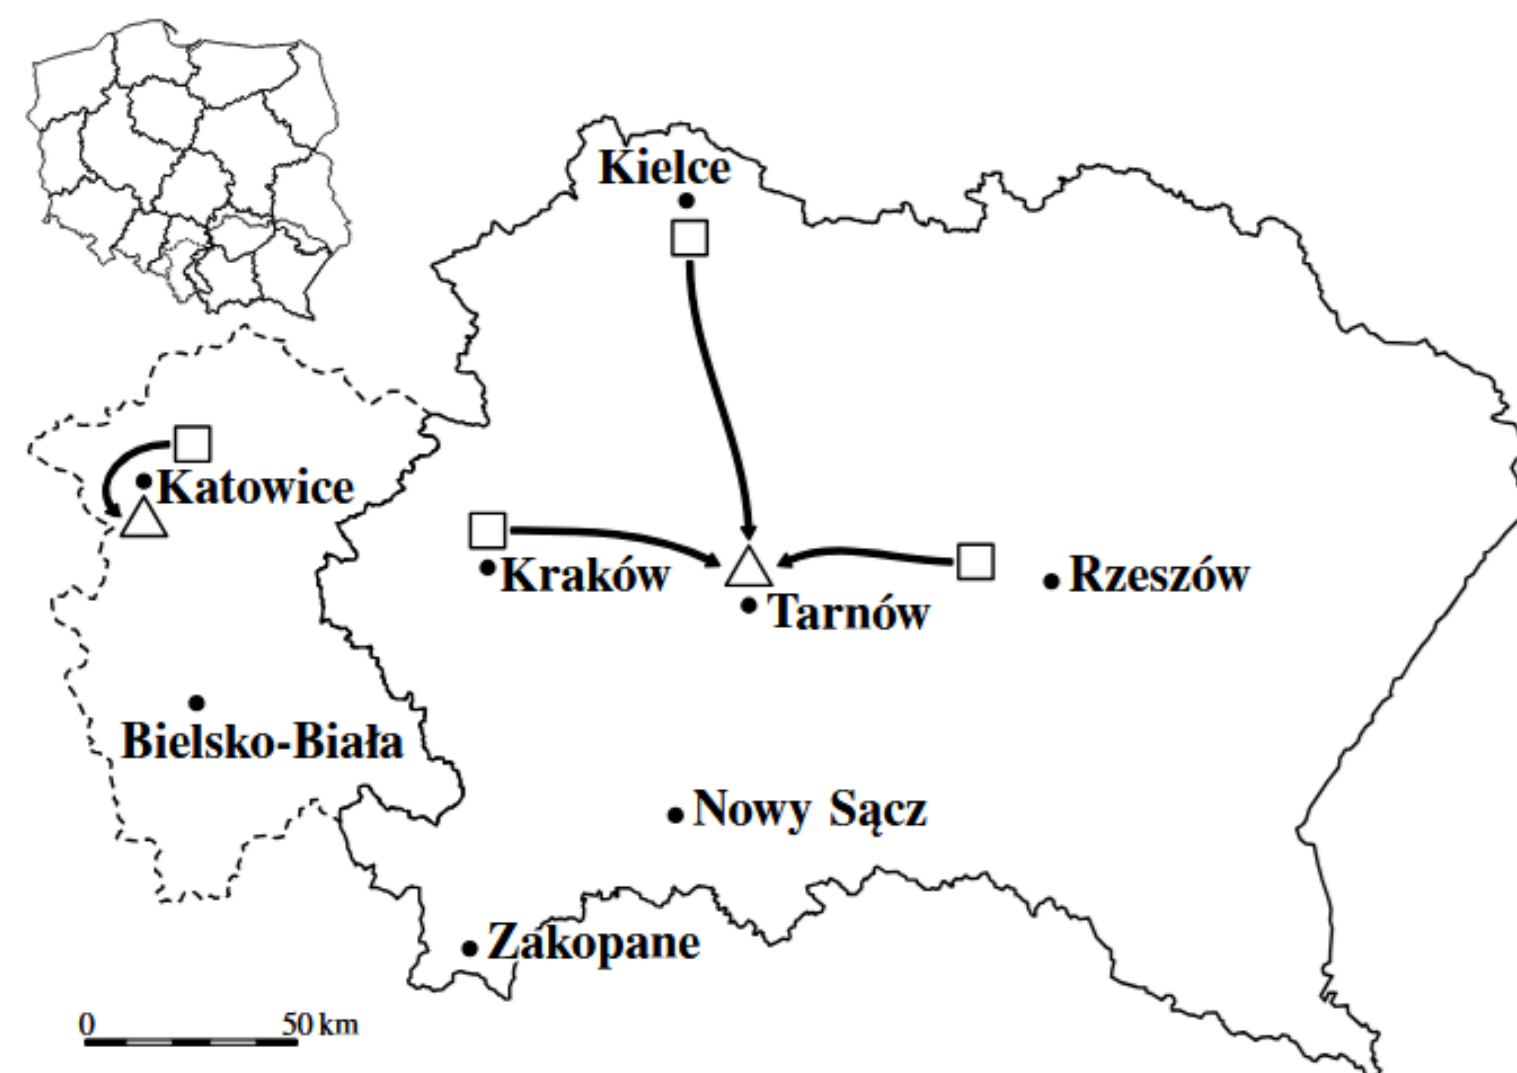 Kielce
Katowice
Kraków
Rzeszów
Tarnów
Bielsko-Biała
Nowy Sącz
Zakopane
0 50 km